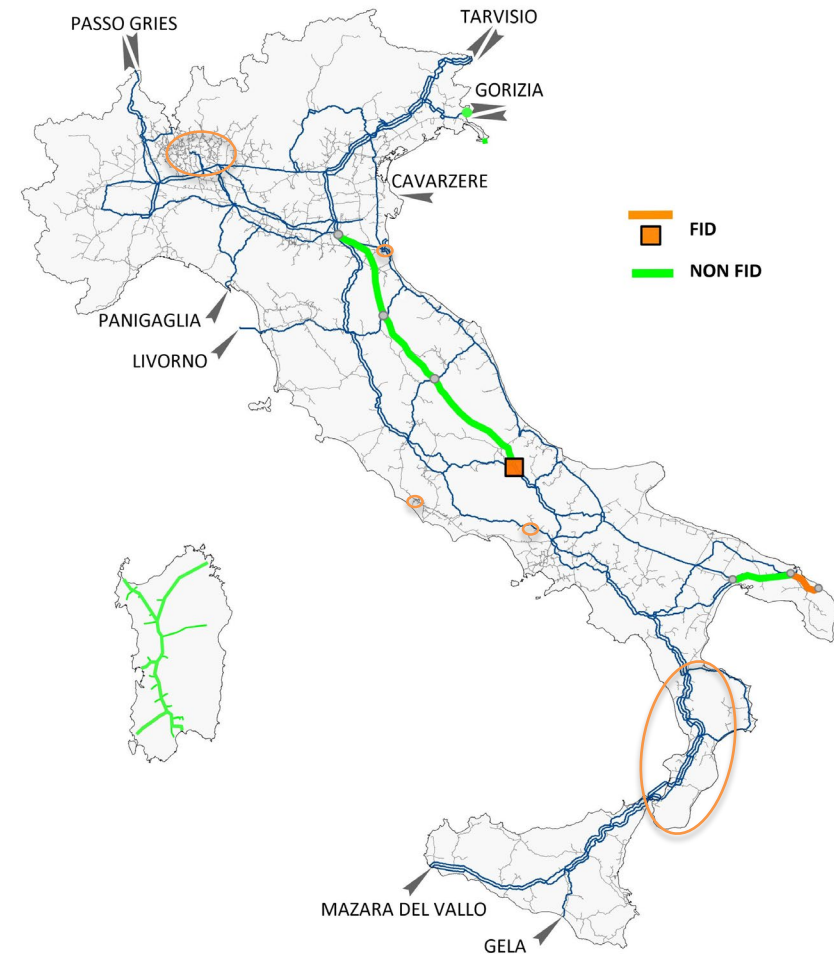 PASSO GRIES
TARVISIO
GORIZIA
CAVARZERE
FID
NON FID
PANIGAGLIA
LIVORNO
MAZARA DEL VALLO
GELA